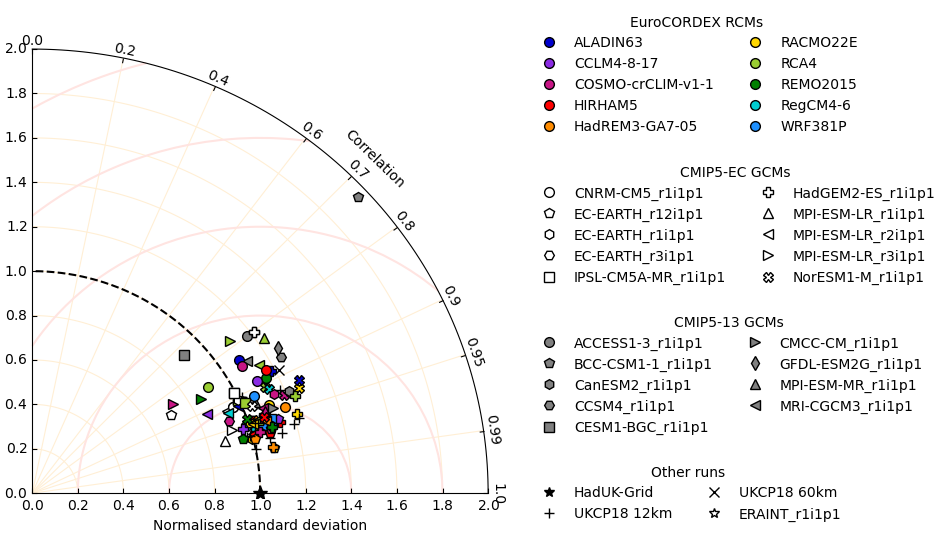 EuroCORDEX RCMs
ALADIN63 RACMO22E
CCLM4-8-17 RCA4
COSMO-crCLIM-v1-1 REMO2015
HIRHAM5 RegCM4-6
HadREM3-GA7-05 WRF381P
CMIP5-EC GCMs
CNRM-CM5_r1i1p1 HadGEM2-ES_r1i1p1
EC-EARTH_r12i1p1 MPI-ESM-LR_r1i1p1
EC-EARTH_r1i1p1 MPI-ESM-LR_r2i1p1
EC-EARTH_r3i1p1 MPI-ESM-LR_r3i1p1
IPSL-CM5A-MR_r1i1p1 NorESM1-M_r1i1p1
CMIP5-13 GCMs
ACCESS1-3_r1i1p1 CMCC-CM_r1i1p1
BCC-CSM1-1_r1i1p1 GFDL-ESM2G_r1i1p1
CanESM2_r1i1p1 MPI-ESM-MR_r1i1p1
CCSM4_r1i1p1 MRI-CGCM3_r1i1p1
CESM1-BGC_r1i1p1
Other runs
HadUK-Grid UKCP18 60km
UKCP18 12km ERAINT_r1i1p1
Correlation
0.0 0.2 0.4 0.6 0.7 0.8 0.9 0.95 0.99 1.0
2.0
1.8
1.6
1.4
1.2
1.0
0.8
0.6
0.4
0.2
0.0
0.0 0.2 0.4 0.6 0.8 1.0 1.2 1.4 1.6 1.8 2.0
Normalised standard deviation